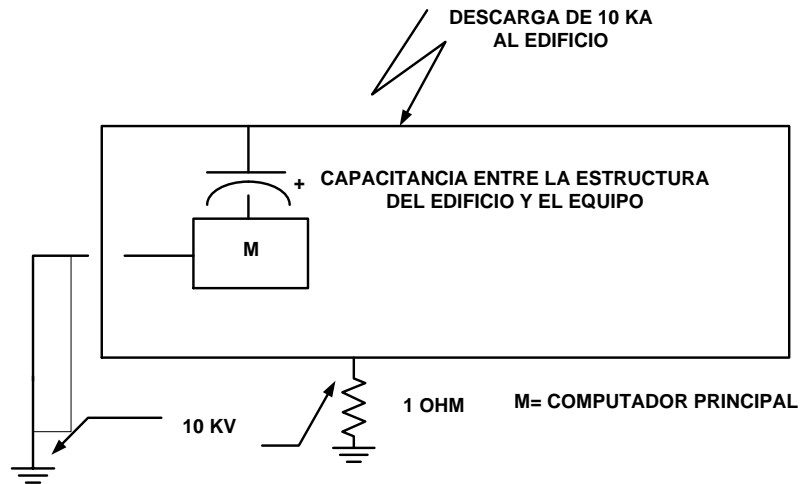 DESCARGA DE 10 KA
AL EDIFICIO
+
CAPACITANCIA ENTRE LA ESTRUCTURA
DEL EDIFICIO Y EL EQUIPO
M
10 KV
1 OHM
M= COMPUTADOR PRINCIPAL